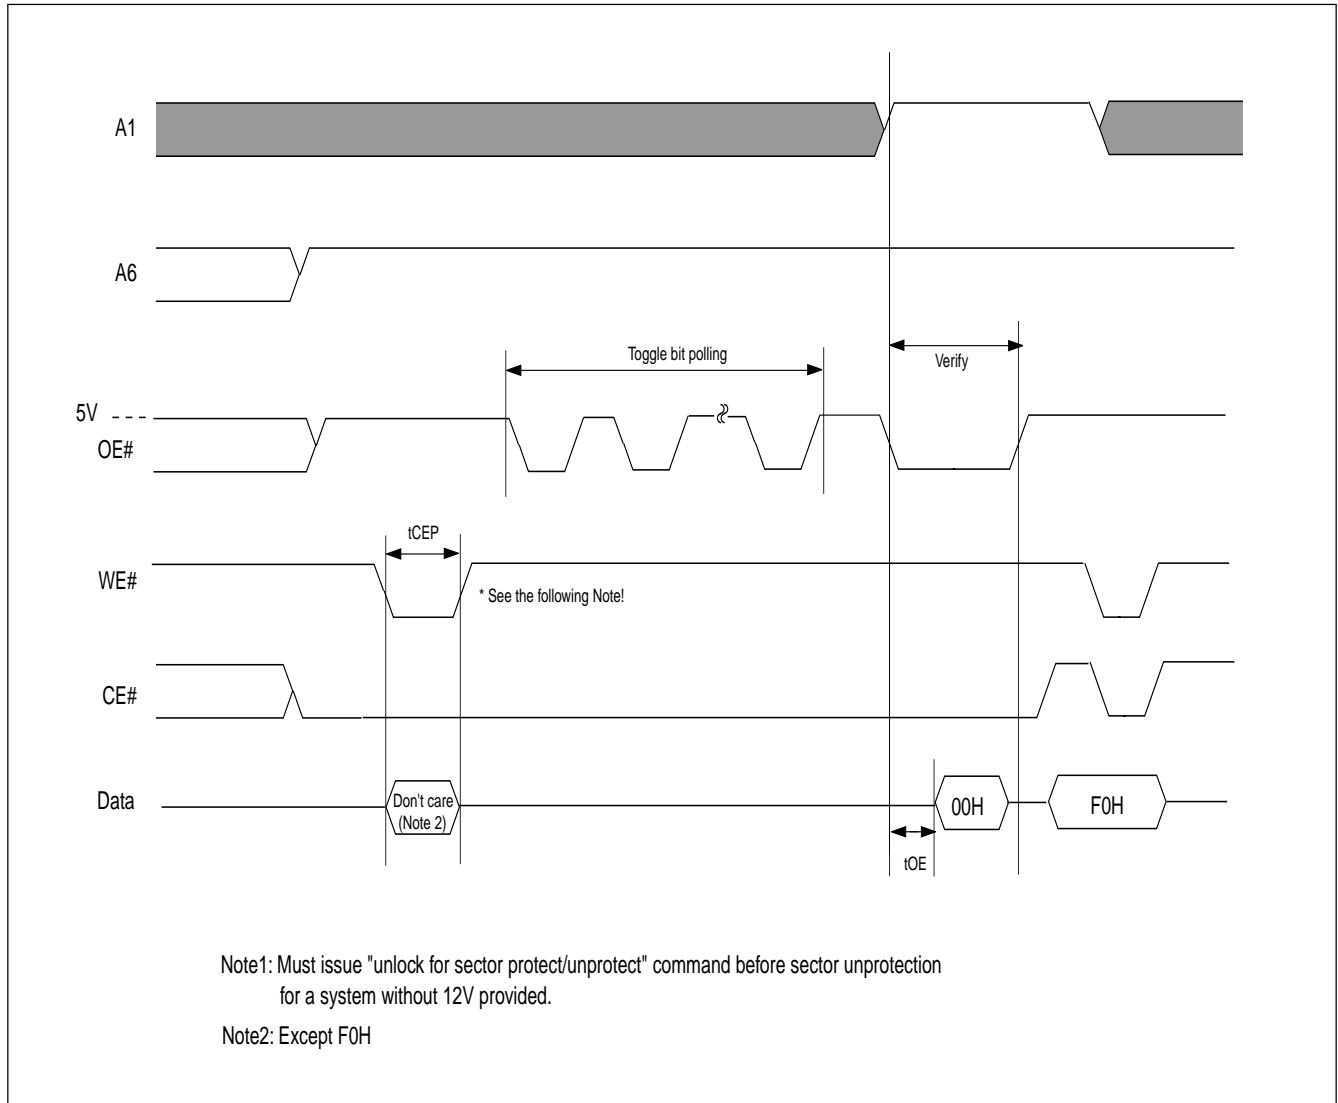 A1
A6
Toggle bit polling
Verify
5V
OE#
tCEP
WE#
* See the following Note!
CE#
Data
Don't care
(Note 2)
00H
F0H
tOE
Note1: Must issue "unlock for sector protect/unprotect" command before sector unprotection
for a system without 12V provided.
Note2: Except F0H